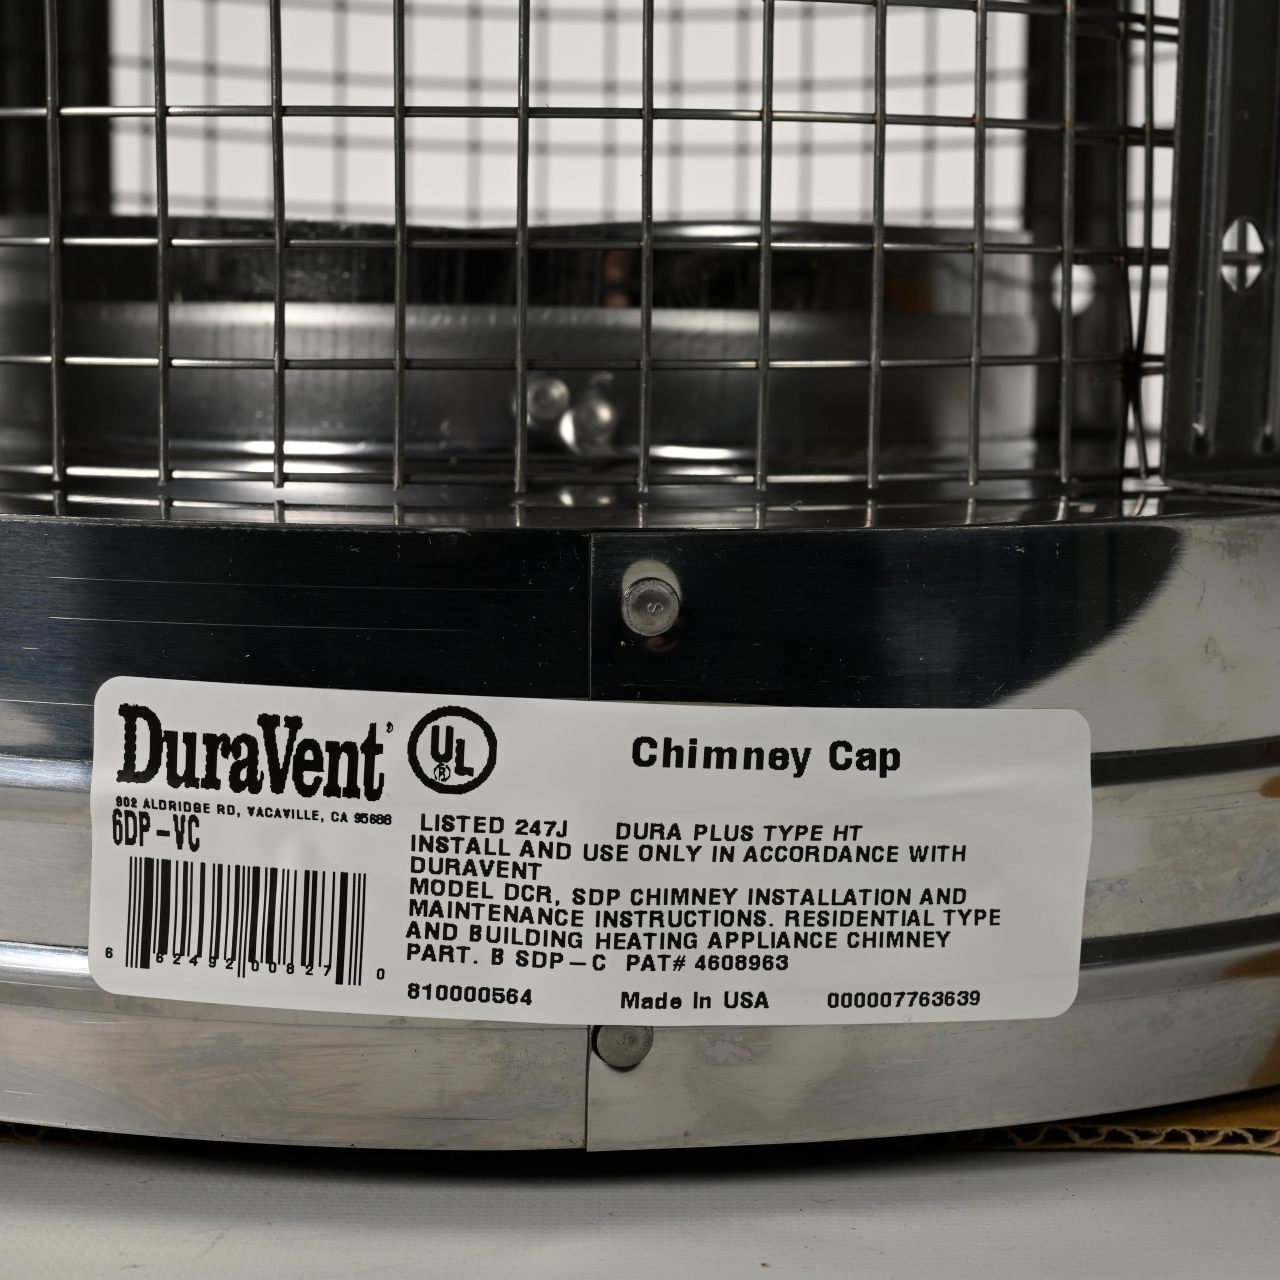 DuraVent'
UL
®
Chimney Cap
902 ALDRIDGE RD, VACAVILLE, CA 95688
6DP-VC
LISTED 247J DURA PLUS TYPE HT
INSTALL AND USE ONLY IN ACCORDANCE WITH
DURAVENT
MODEL DCR, SDP CHIMNEY INSTALLATION AND
MAINTENANCE INSTRUCTIONS. RESIDENTIAL TYPE
AND BUILDING HEATING APPLIANCE CHIMNEY
PART. B SDP-C PAT# 4608963
6 62492 00827 0
810000564 Made In USA 000007763639
S